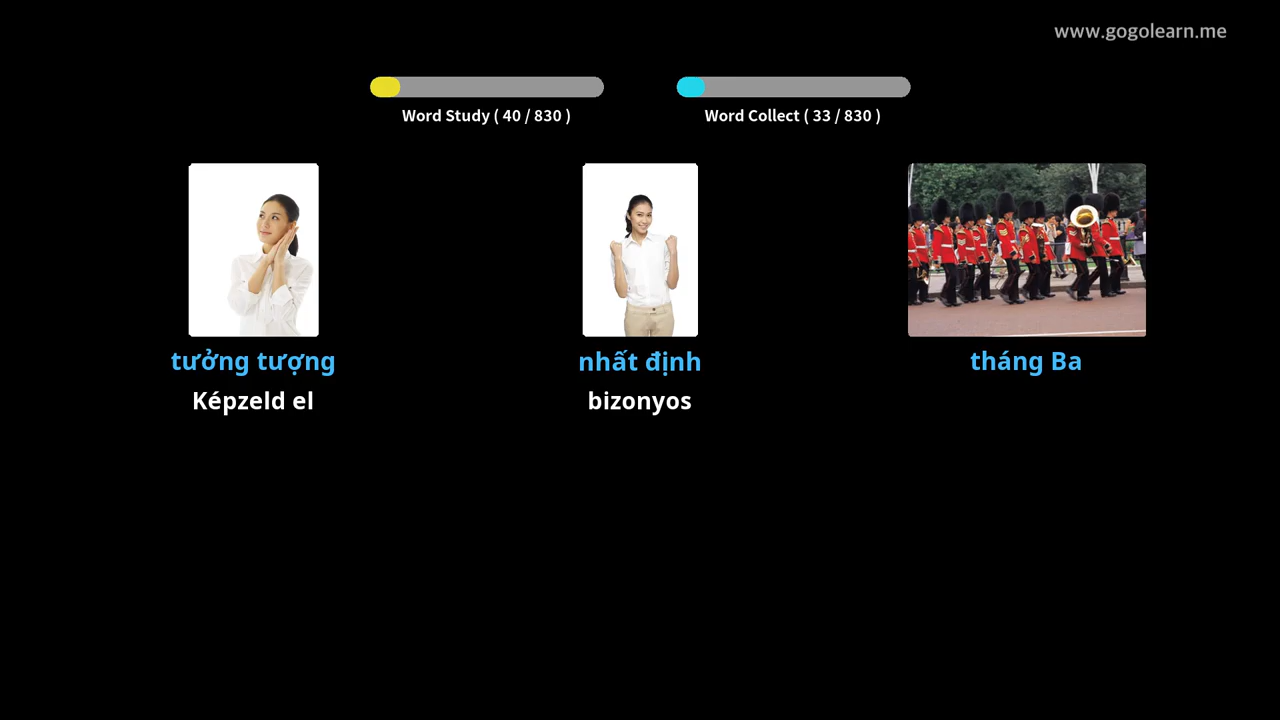 www.gogolearn.me
Word Study ( 40 / 830 )
Word Collect ( 33 / 830 )
tưởng tượng
nhất định
tháng Ba
Képzeld el
bizonyos